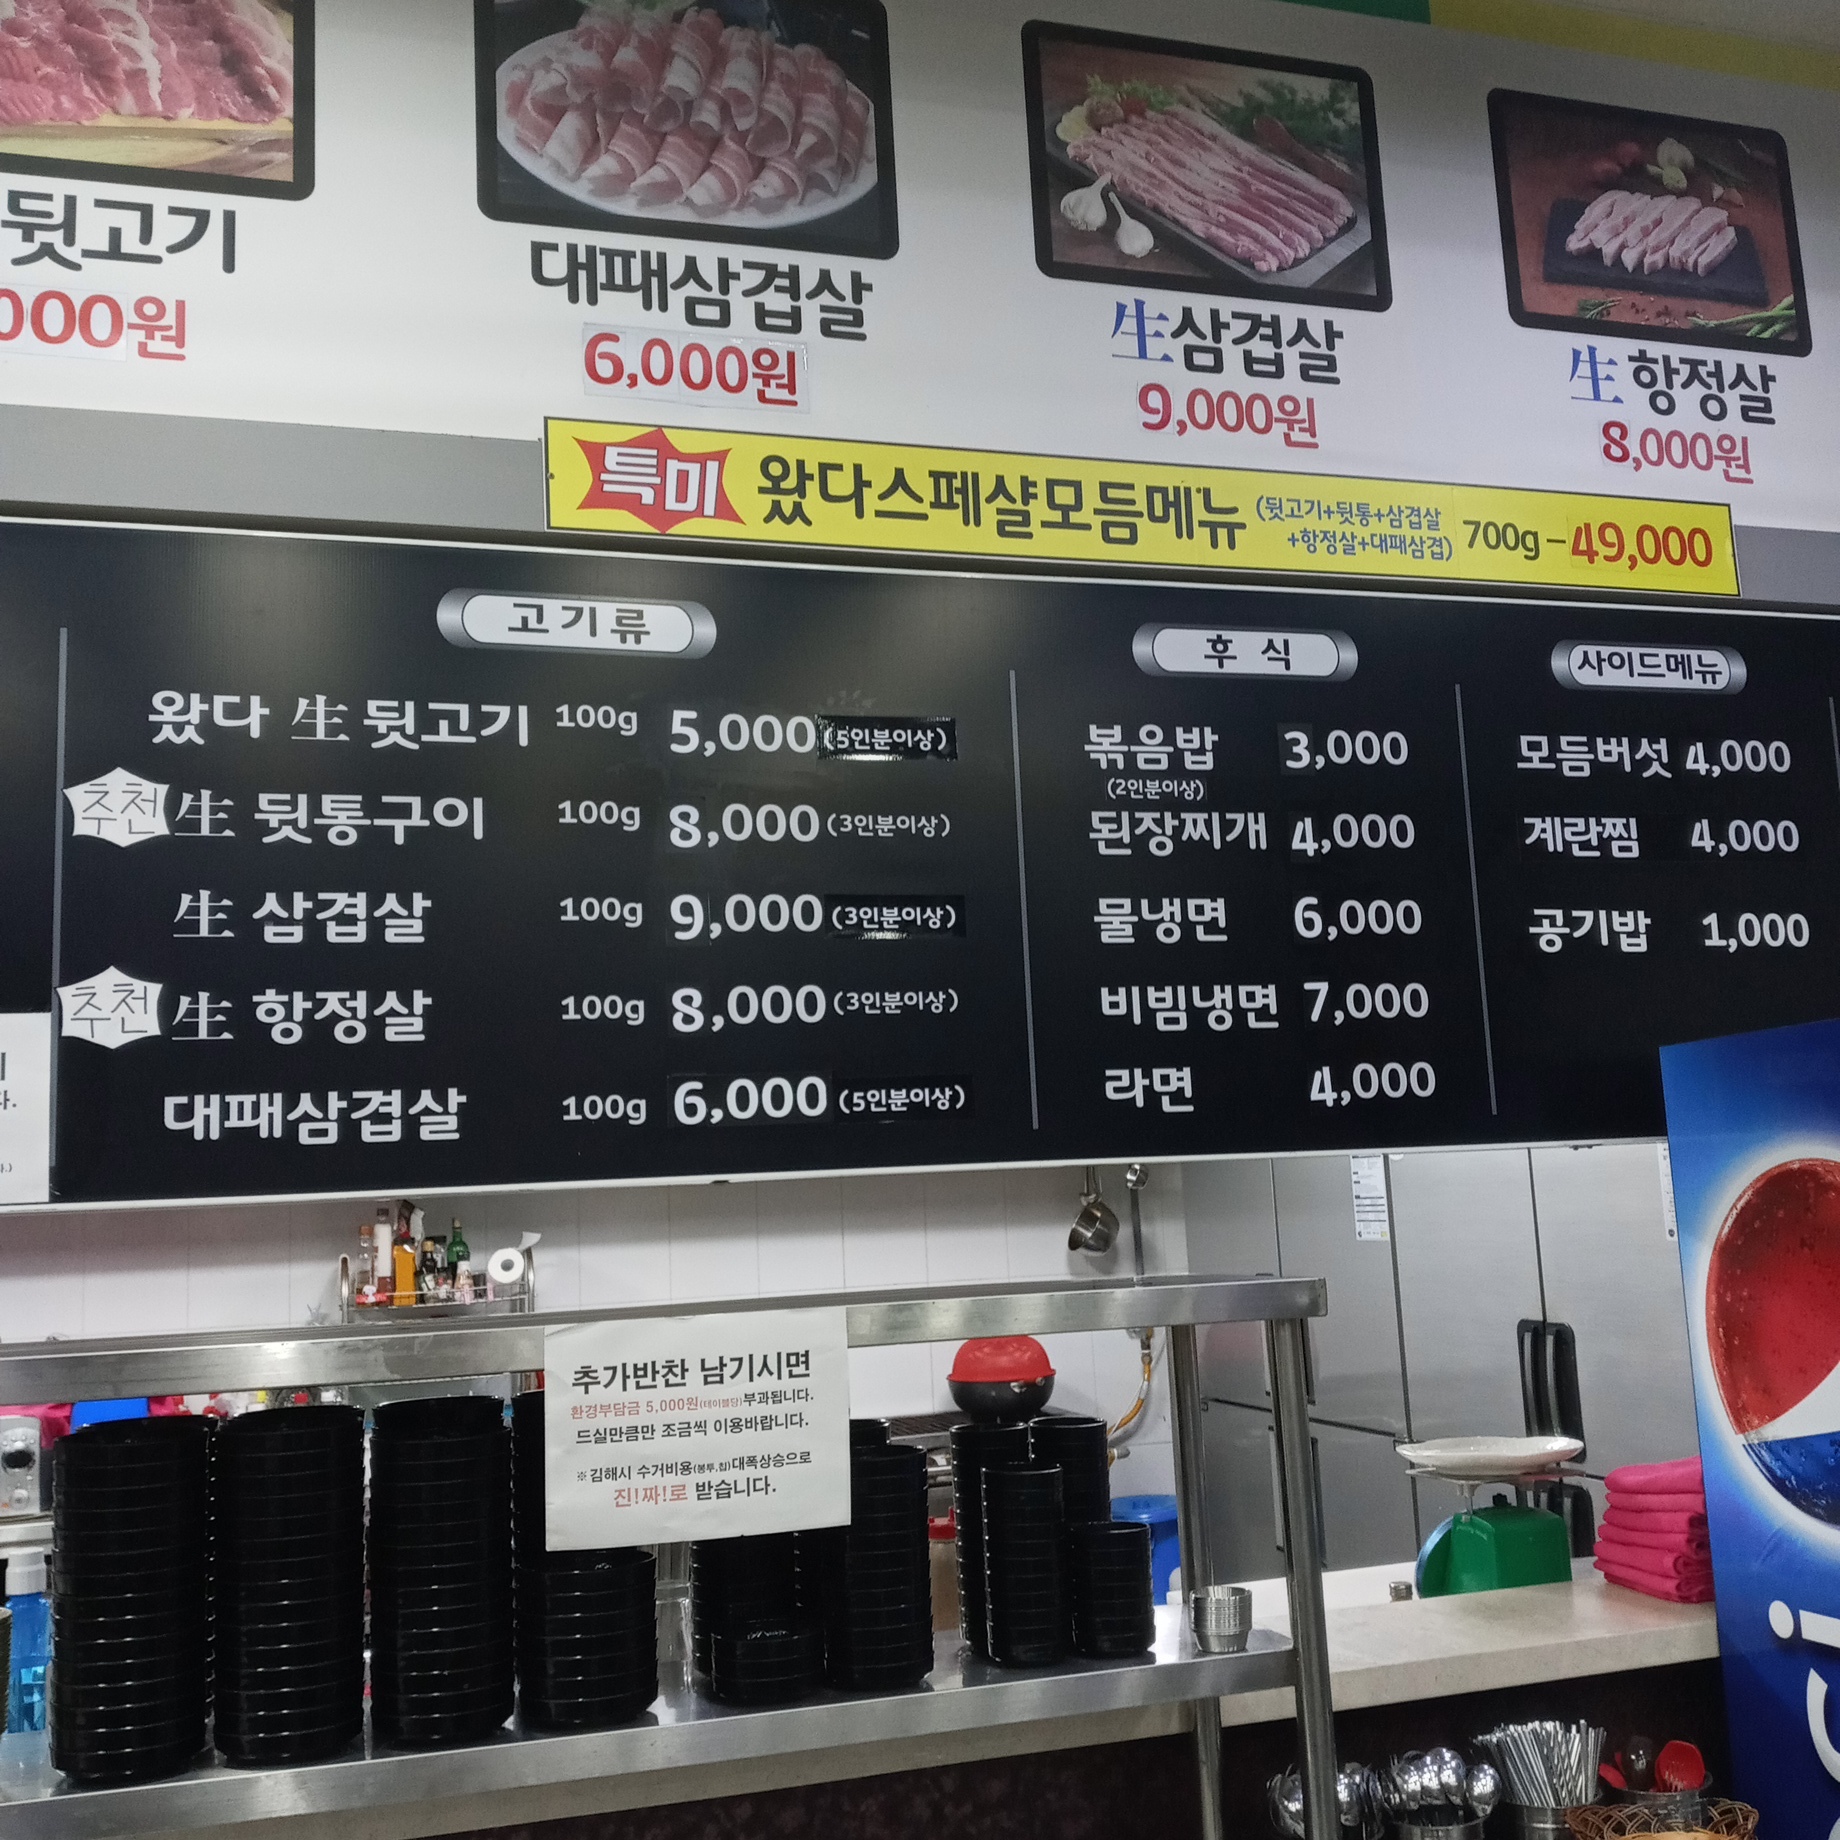 뒷고기
000원
대패삼겹살
6,000원
生삼겹살
9,000원
生 항정살
8,000원
특미 왔다스페셜모듬메뉴 (뒷고기+뒷통+삼겹살
+항정살+대패삼겹) 700g-49,000
고기류
왔다 生 뒷고기 100g 5,000 (5인분이상)
추천 生 뒷통구이 100g 8,000 (3인분이상)
生 삼겹살 100g 9,000 (3인분이상)
추천 生 항정살 100g 8,000 (3인분이상)
대패삼겹살 100g 6,000 (5인분이상)
후식
볶음밥 3,000
(2인분이상)
된장찌개 4,000
물냉면 6,000
비빔냉면 7,000
라면 4,000
사이드메뉴
모듬버섯 4,000
계란찜 4,000
공기밥 1,000
추가반찬 남기시면
환경부담금 5,000원(테이블당)부과됩니다.
드실만큼만 조금씩 이용바랍니다.
※김해시 수거비용(봉투,칩)대폭상승으로
진!짜!로 받습니다.